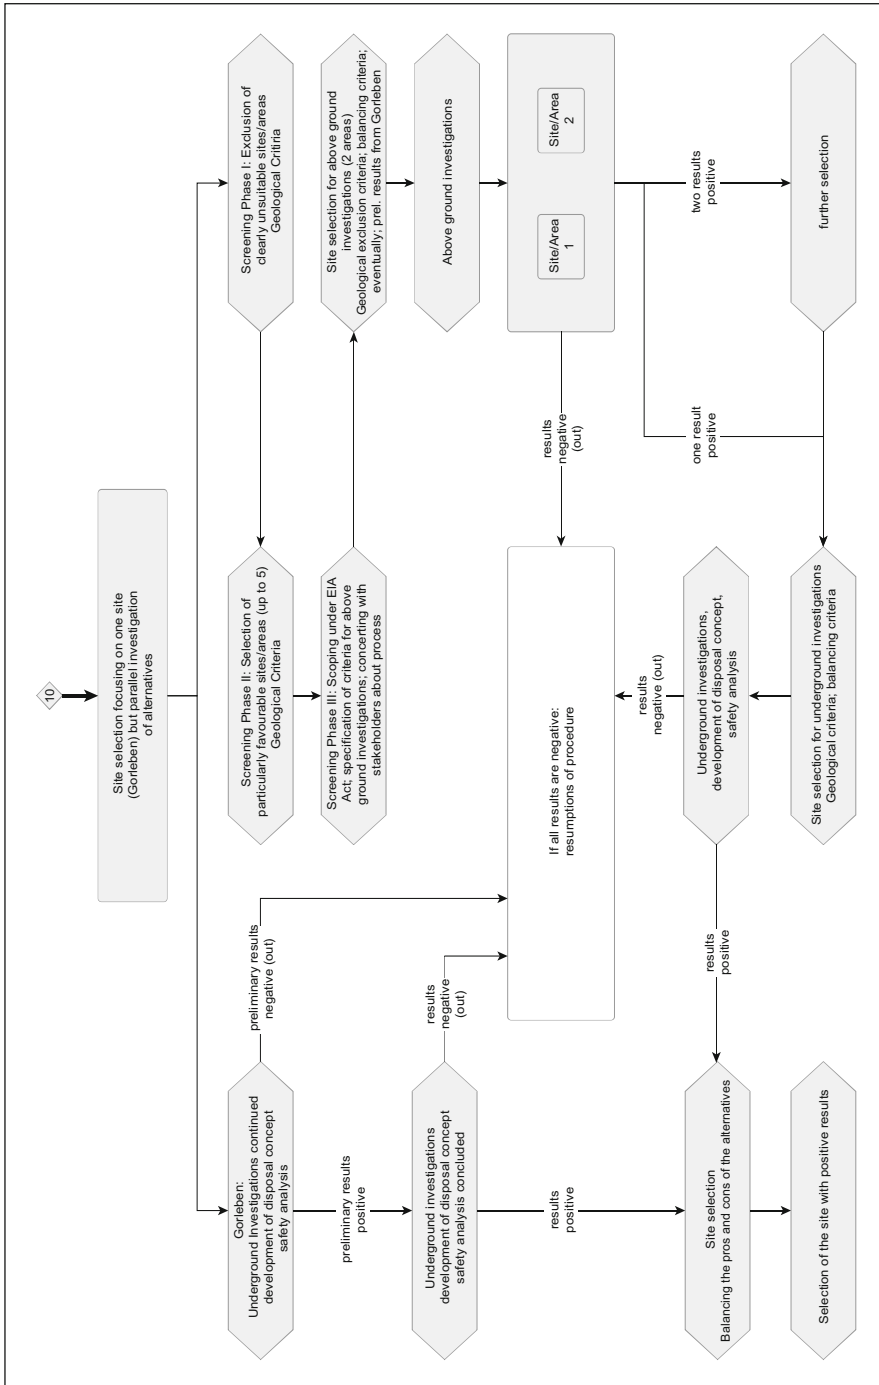 10
Site selection focusing on one site
(Gorleben) but parallel investigation
of alternatives
Gorleben:
Underground Investigations continued
development of disposal concept
safety analysis
preliminary results
negative (out)
Screening Phase II: Selection of
particularly favourable sites/areas (up to 5)
Geological Criteria
Screening Phase I: Exclusion of
clearly unsuitable sites/areas
Geological Critiria
preliminary results
positive
Screening Phase III: Scoping under EIA
Act; specification of criteria for above
ground investigations; concerting with
stakeholders about process
Site selection for above ground
investigations (2 areas)
Geological exclusion criteria; balancing criteria;
eventually; prel. results from Gorleben
Underground investigations
development of disposal concept
safety analysis concluded
results
negative
(out)
Above ground investigations
results
positive
If all results are negative:
resumptions of procedure
results
negative
(out)
Site/Area
1
Site/Area
2
results
negative (out)
one result
positive
two results
positive
Site selection
Balancing the pros and cons of the alternatives
results
positive
Underground investigations,
development of disposal concept,
safety analysis
Selection of the site with positive results
Site selection for underground investigations
Geological criteria; balancing criteria
further selection